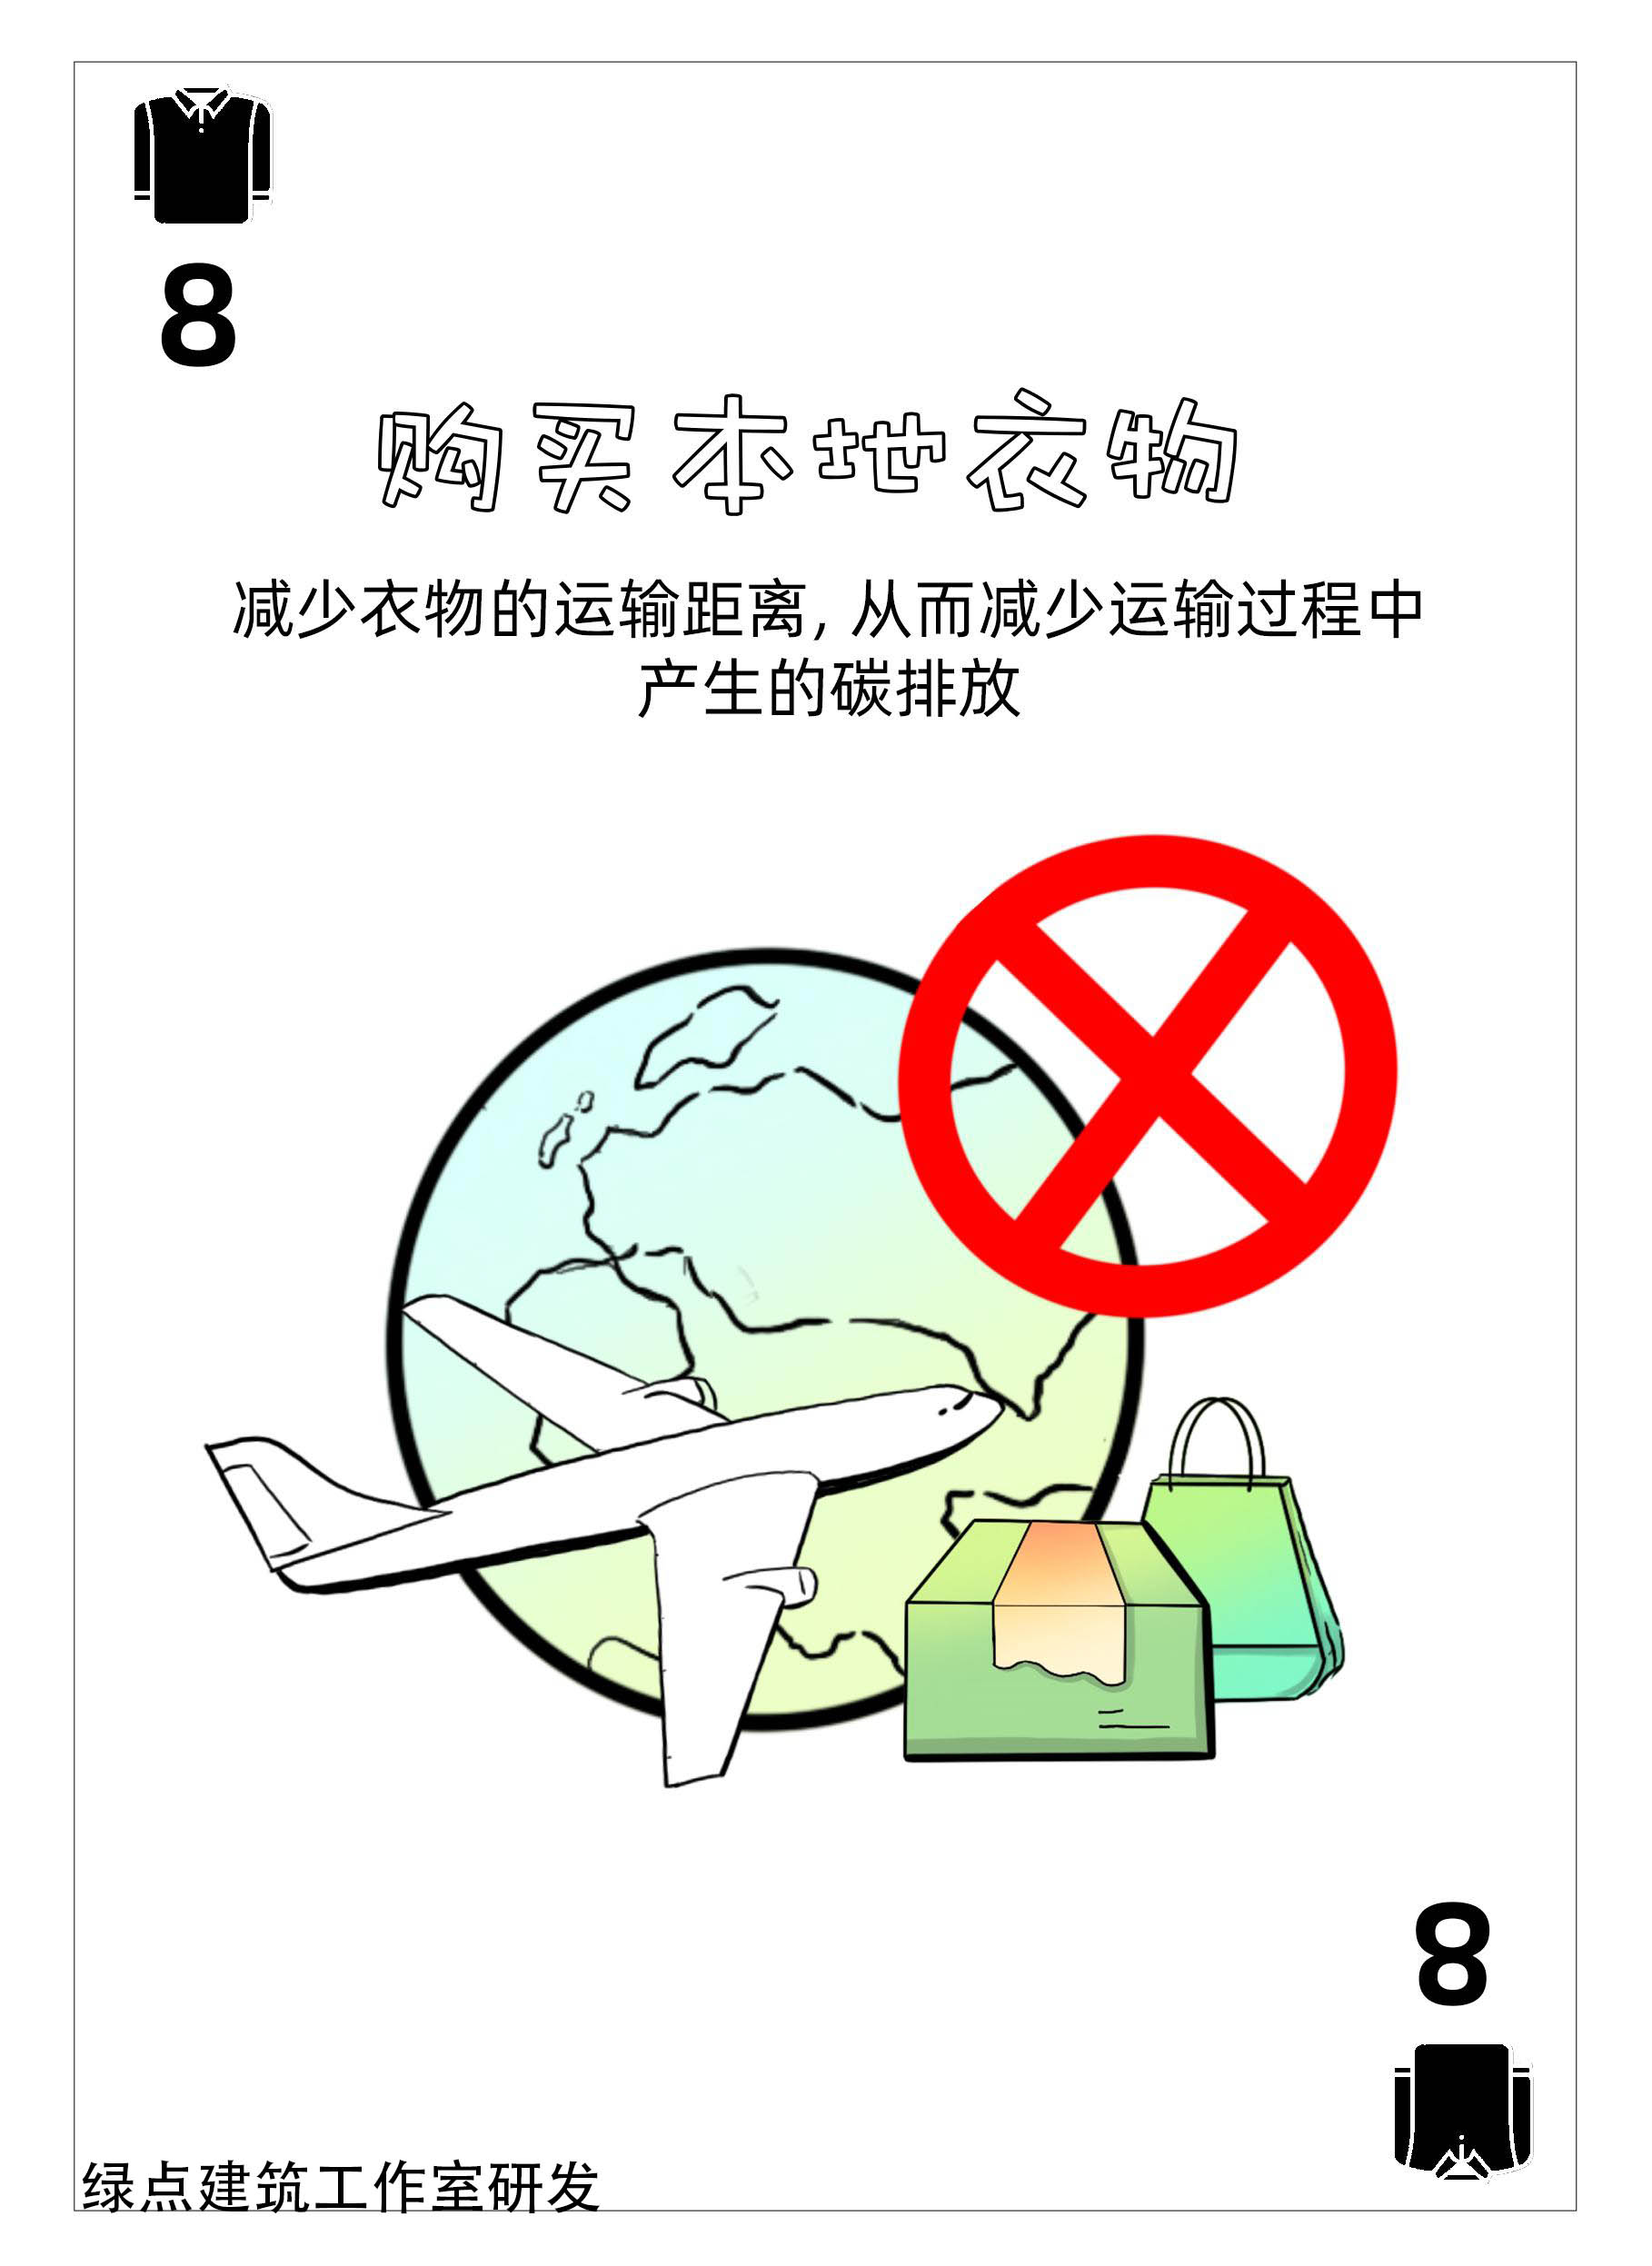 8
购买本地衣物
减少衣物的运输距离,从而减少运输过程中
产生的碳排放
8
绿点建筑工作室研发